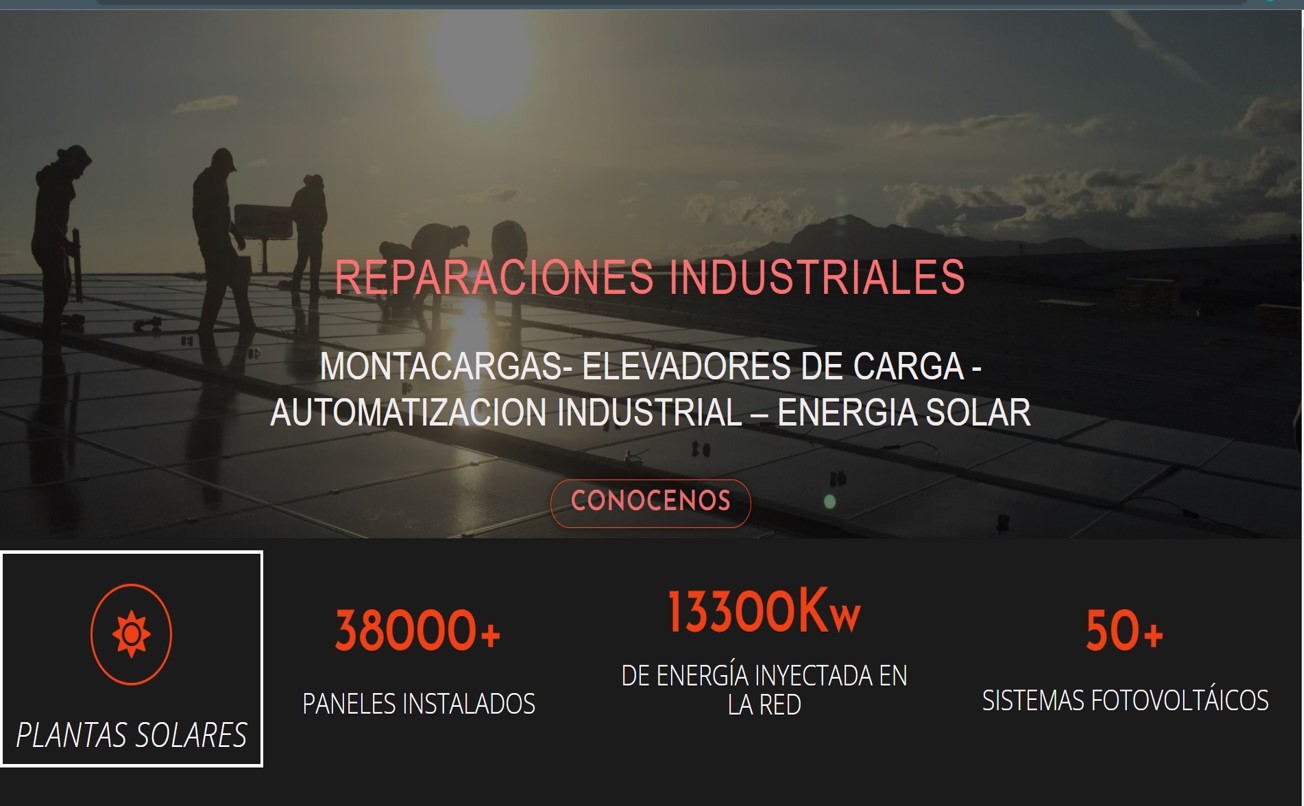 REPARACIONES INDUSTRIALES
MONTACARGAS- ELEVADORES DE CARGA -
AUTOMATIZACION INDUSTRIAL – ENERGIA SOLAR
CONOCENOS
PLANTAS SOLARES
38000+
PANELES INSTALADOS
13300Kw
DE ENERGÍA INYECTADA EN
LA RED
50+
SISTEMAS FOTOVOLTÁICOS